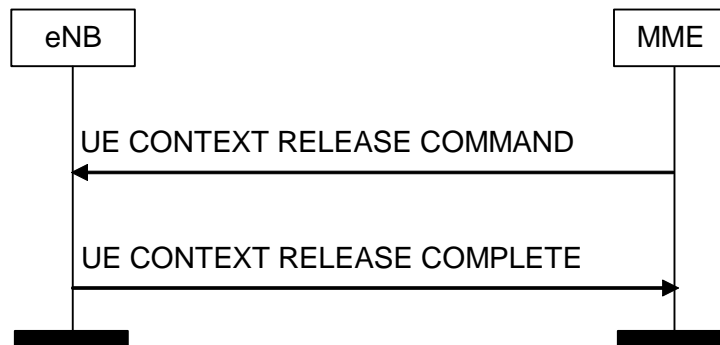 eNB
MME
UE CONTEXT RELEASE COMMAND
UE CONTEXT RELEASE COMPLETE